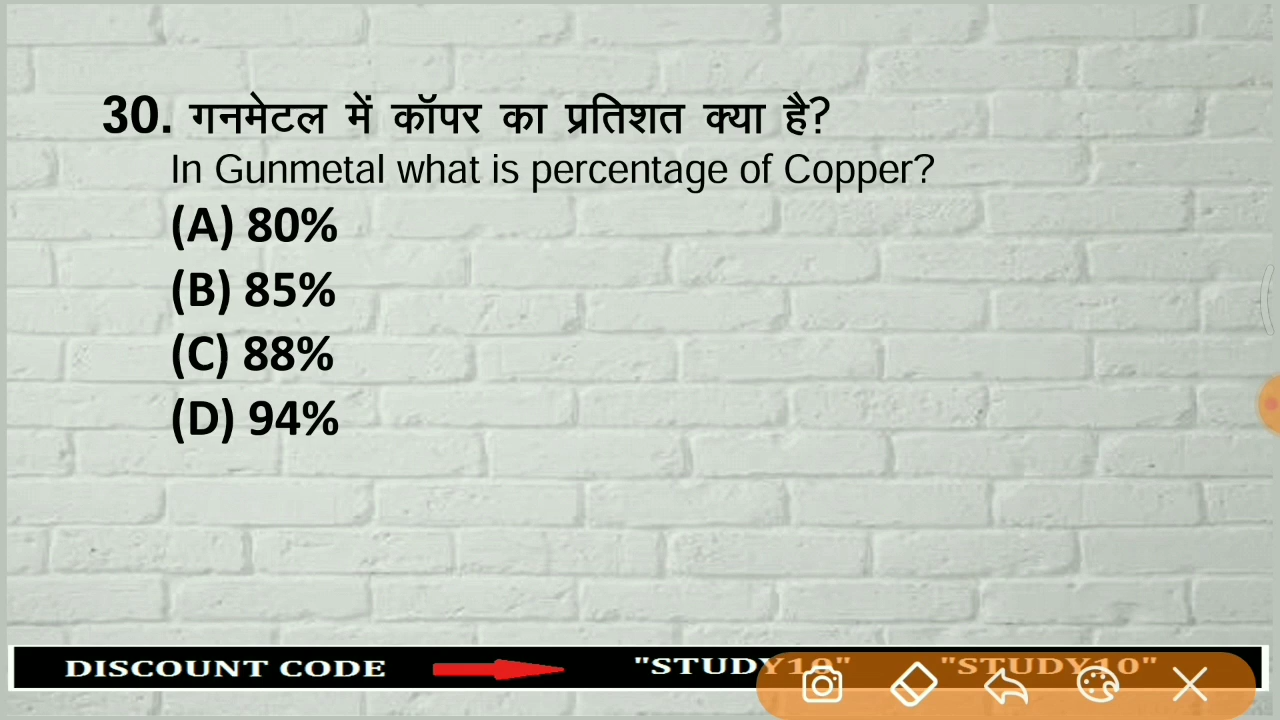 30. गनमेटल में कॉपर का प्रतिशत क्या है?
In Gunmetal what is percentage of Copper?
(A) 80%
(B) 85%
(C) 88%
(D) 94%
DISCOUNT CODE "STUDY10" "STUDY10"